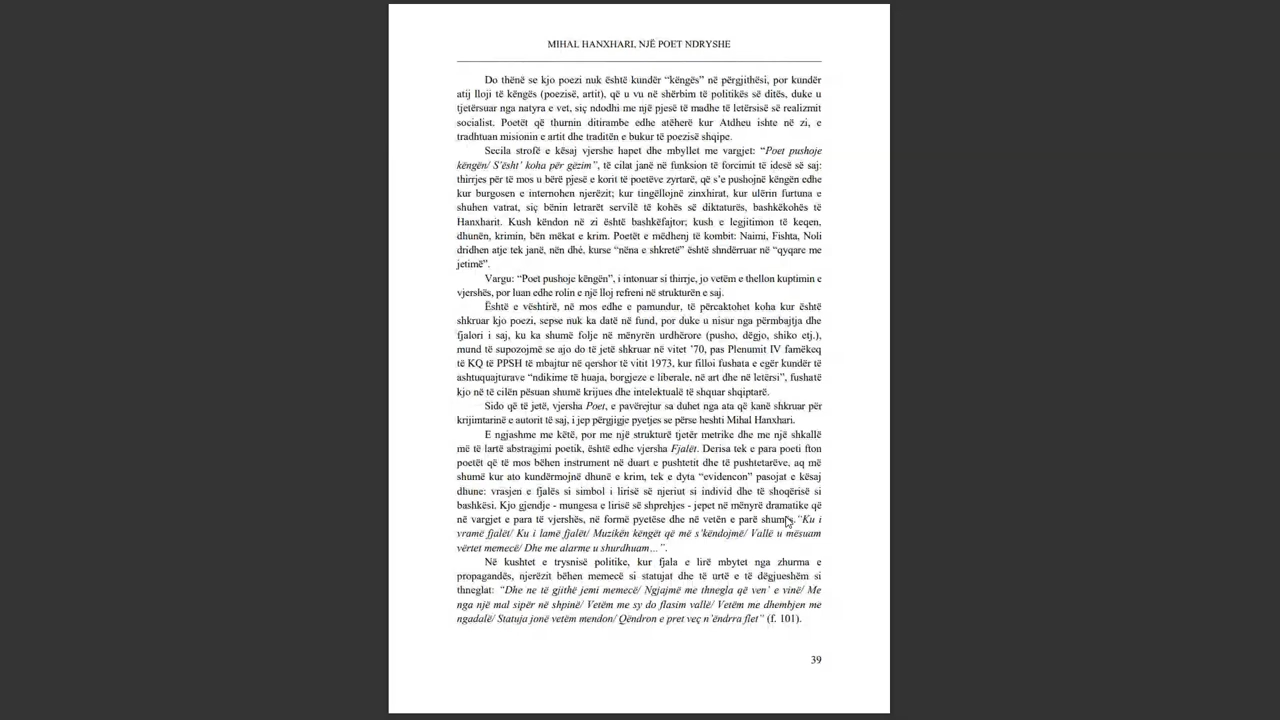 MIHAL HANXHARI, NJË POET NDRYSHE
Do thënë se kjo poezi nuk është kundër “këngës” në përgjithësi, por kundër
atij lloji të këngës (poezisë, artit), që u vu në shërbim të politikës së ditës, duke u
tjetërsuar nga natyra e vet, siç ndodhi me një pjesë të madhe të letërsisë së realizmit
socialist. Poetët që thurnin ditirambe edhe atëherë kur Atdheu ishte në zi, e
tradhtuan misionin e artit dhe traditën e bukur të poezisë shqipe.
Secila strofë e kësaj vjershe hapet dhe mbyllet me vargjet: “Poet pushoje
këngën/ S’ësht’ koha për gëzim”, të cilat janë në funksion të forcimit të idesë së saj:
thirrjes për të mos u bërë pjesë e korit të poetëve zyrtarë, që s’e pushojnë këngën edhe
kur burgosen e internohen njerëzit; kur tingëllojnë zinxhirat, kur ulërin furtuna e
shuhen vatrat, siç bënin letrarët servilë të kohës së diktaturës, bashkëkohës të
Hanxharit. Kush këndon në zi është bashkëfajtor; kush e legjitimon të keqen,
dhunën, krimin, bën mëkat e krim. Poetët e mëdhenj të kombit: Naimi, Fishta, Noli
dridhen atje tek janë, nën dhé, kurse “nëna e shkretë” është shndërruar në “qyqare me
jetimë”.
Vargu: “Poet pushoje këngën”, i intonuar si thirrje, jo vetëm e thellon kuptimin e
vjershës, por luan edhe rolin e një lloj refreni në strukturën e saj.
Është e vështirë, në mos edhe e pamundur, të përcaktohet koha kur është
shkruar kjo poezi, sepse nuk ka datë në fund, por duke u nisur nga përmbajtja dhe
fjalori i saj, ku ka shumë folje në mënyrën urdhërore (pusho, dëgjo, shiko etj.),
mund të supozojmë se ajo do të jetë shkruar në vitet ’70, pas Plenumit IV famëkeq
të KQ të PPSH të mbajtur në qershor të vitit 1973, kur filloi fushata e egër kundër të
ashtuquajturave “ndikime të huaja, borgjeze e liberale, në art dhe në letërsi”, fushatë
kjo në të cilën pësuan shumë krijues dhe intelektualë të shquar shqiptarë.
Sido që të jetë, vjersha Poet, e pavërejtur sa duhet nga ata që kanë shkruar për
krijimtarinë e autorit të saj, i jep përgjigje pyetjes se përse heshti Mihal Hanxhari.
E ngjashme me këtë, por me një strukturë tjetër metrike dhe me një shkallë
më të lartë abstragimi poetik, është edhe vjersha Fjalët. Derisa tek e para poeti fton
poetët që të mos bëhen instrument në duart e pushtetit dhe të pushtetarëve, aq më
shumë kur ato kundërmojnë dhunë e krim, tek e dyta “evidencon” pasojat e kësaj
dhune: vrasjen e fjalës si simbol i lirisë së njeriut si individ dhe të shoqërisë si
bashkësi. Kjo gjendje - mungesa e lirisë së shprehjes - jepet në mënyrë dramatike që
në vargjet e para të vjershës, në formë pyetëse dhe në vetën e parë shumës. “Ku i
vramë fjalët/ Ku i lamë fjalët/ Muzikën këngët që më s’këndojmë/ Vallë u mësuam
vërtet memecë/ Dhe me alarme u shurdhuam…”.
Në kushtet e trysnisë politike, kur fjala e lirë mbytet nga zhurma e
propagandës, njerëzit bëhen memecë si statujat dhe të urtë e të dëgjueshëm si
thneglat: “Dhe ne të gjithë jemi memecë/ Ngjajmë me thnegla që ven’ e vinë/ Me
nga një mal sipër në shpinë/ Vetëm me sy do flasim vallë/ Vetëm me dhembjen me
ngadalë/ Statuja jonë vetëm mendon/ Qëndron e pret veç n’ëndrra flet” (f. 101).
39